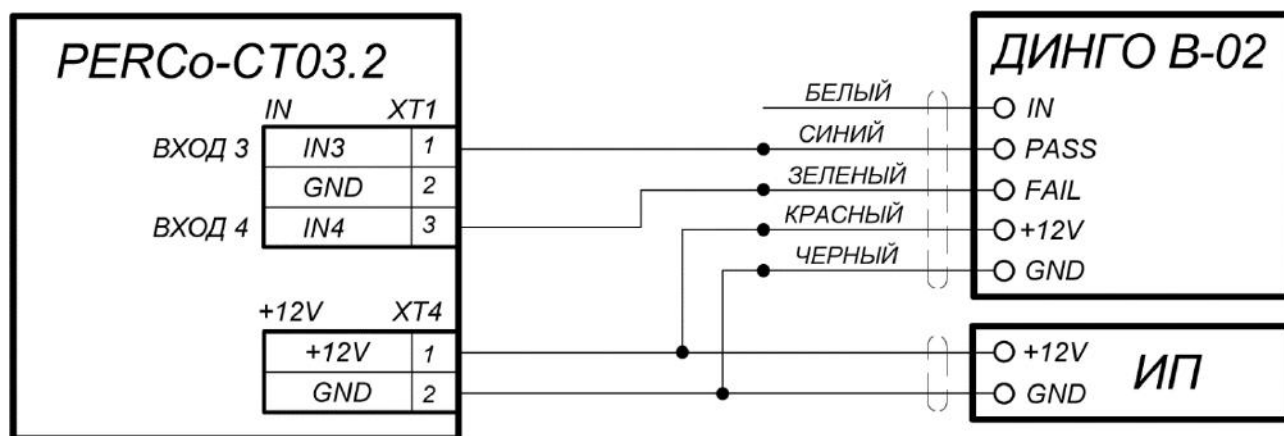 PERCo-CT03.2
ДИНГО В-02
IN XT1
БЕЛЫЙ
IN
ВХОД 3 IN3 1
СИНИЙ
PASS
GND 2
ЗЕЛЕНЫЙ
FAIL
ВХОД 4 IN4 3
КРАСНЫЙ
+12V
ЧЕРНЫЙ
GND
+12V XT4
+12V 1
+12V
ИП
GND 2
GND